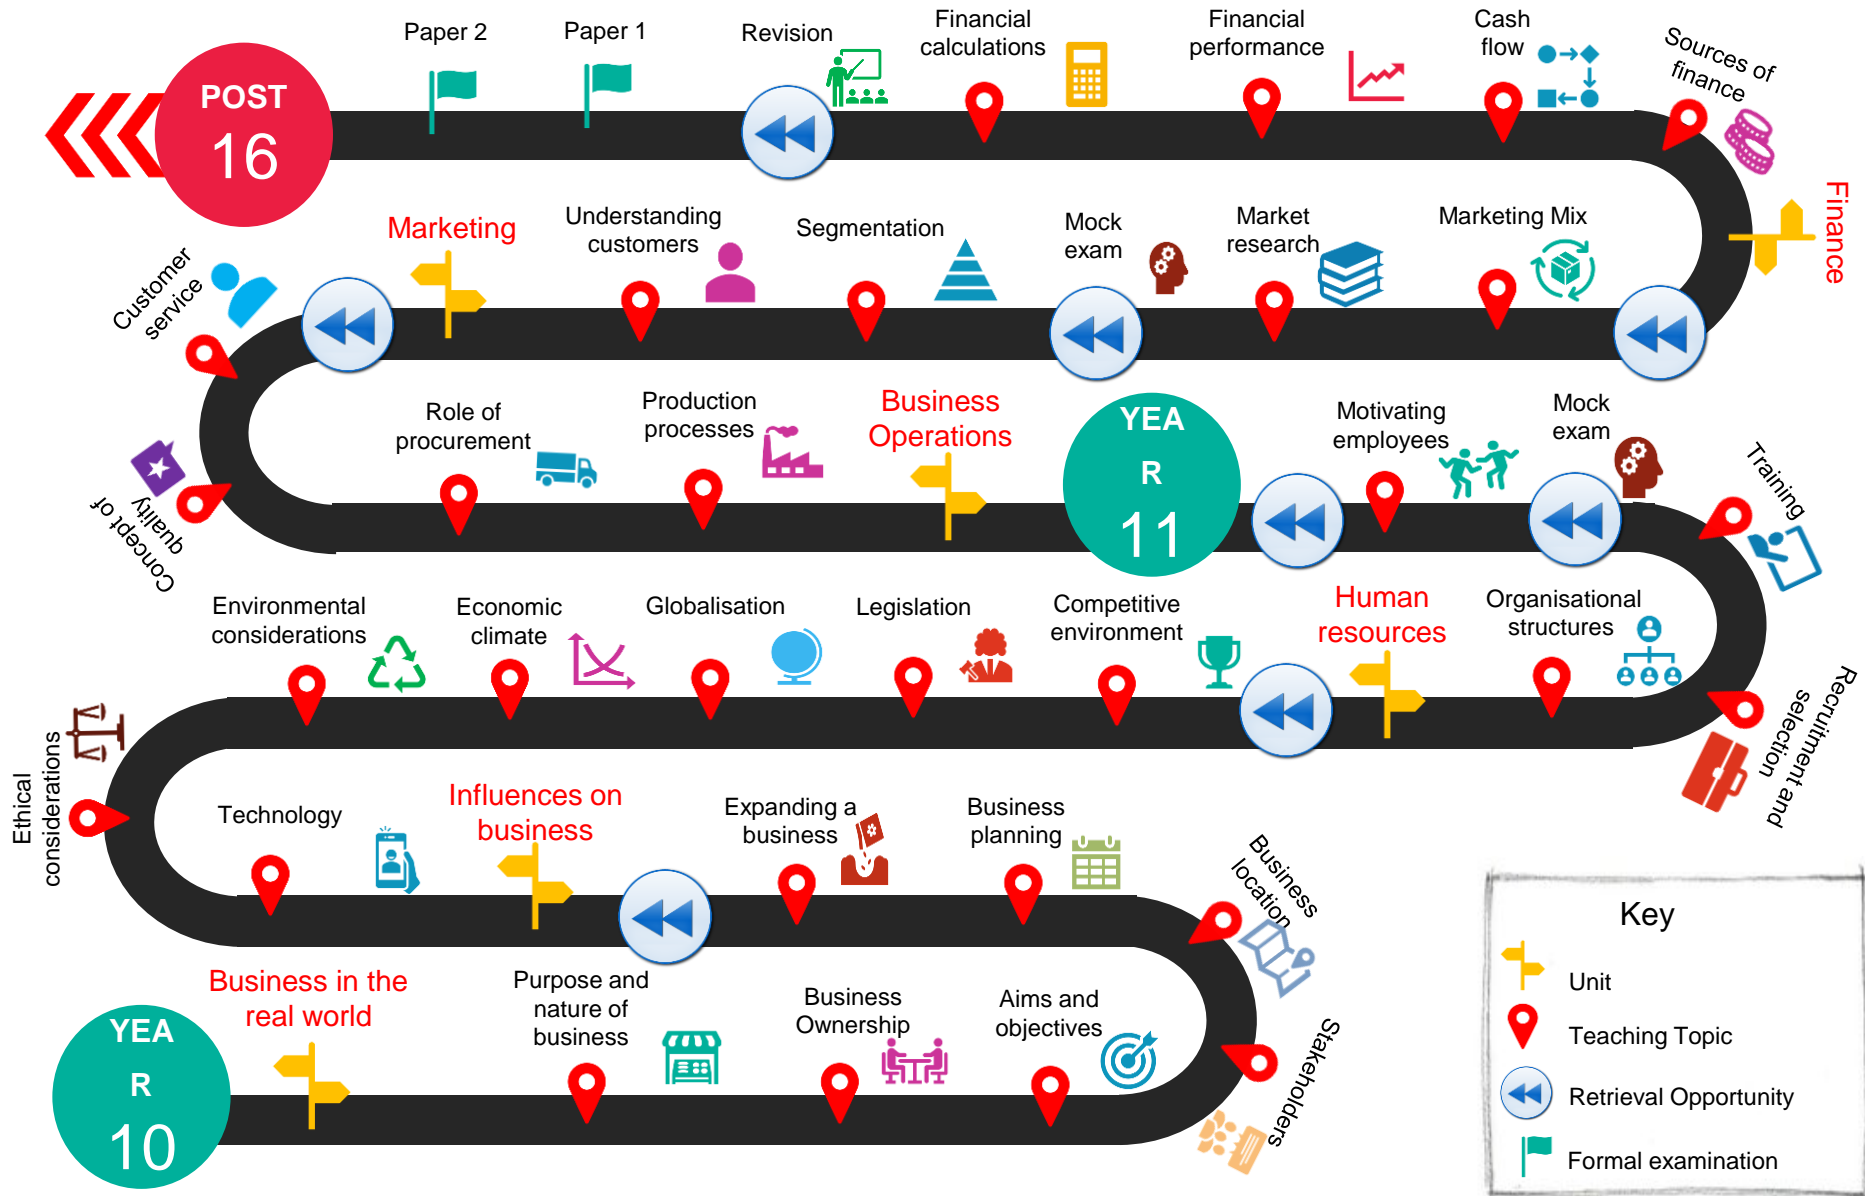 Paper 2
Paper 1
Revision
Financial
calculations
Financial
performance
Cash
flow
Sources of
finance
POST
16
Finance
Marketing
Understanding
customers
Segmentation
Mock
exam
Market
research
Marketing Mix
Customer
service
Concept of
quality
Role of
procurement
Production
processes
Business
Operations
YEA
R
11
Motivating
employees
Mock
exam
Training
Environmental
considerations
Economic
climate
Globalisation
Legislation
Competitive
environment
Human
resources
Organisational
structures
Recruitment and
selection
Ethical
considerations
Technology
Influences on
business
Expanding a
business
Business
planning
Business
location
YEA
R
10
Business in the
real world
Purpose and
nature of
business
Business
Ownership
Aims and
objectives
Stakeholders
Key
Unit
Teaching Topic
Retrieval Opportunity
Formal examination